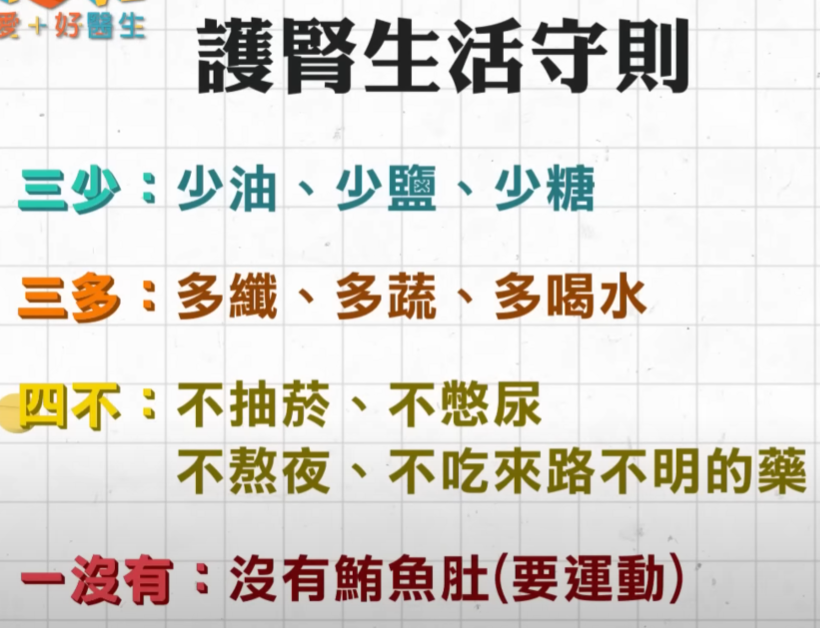 愛+好醫生
護腎生活守則
三少：少油、少鹽、少糖
三多：多纖、多蔬、多喝水
四不：不抽菸、不憋尿
不熬夜、不吃來路不明的藥
一沒有：沒有鮪魚肚(要運動)